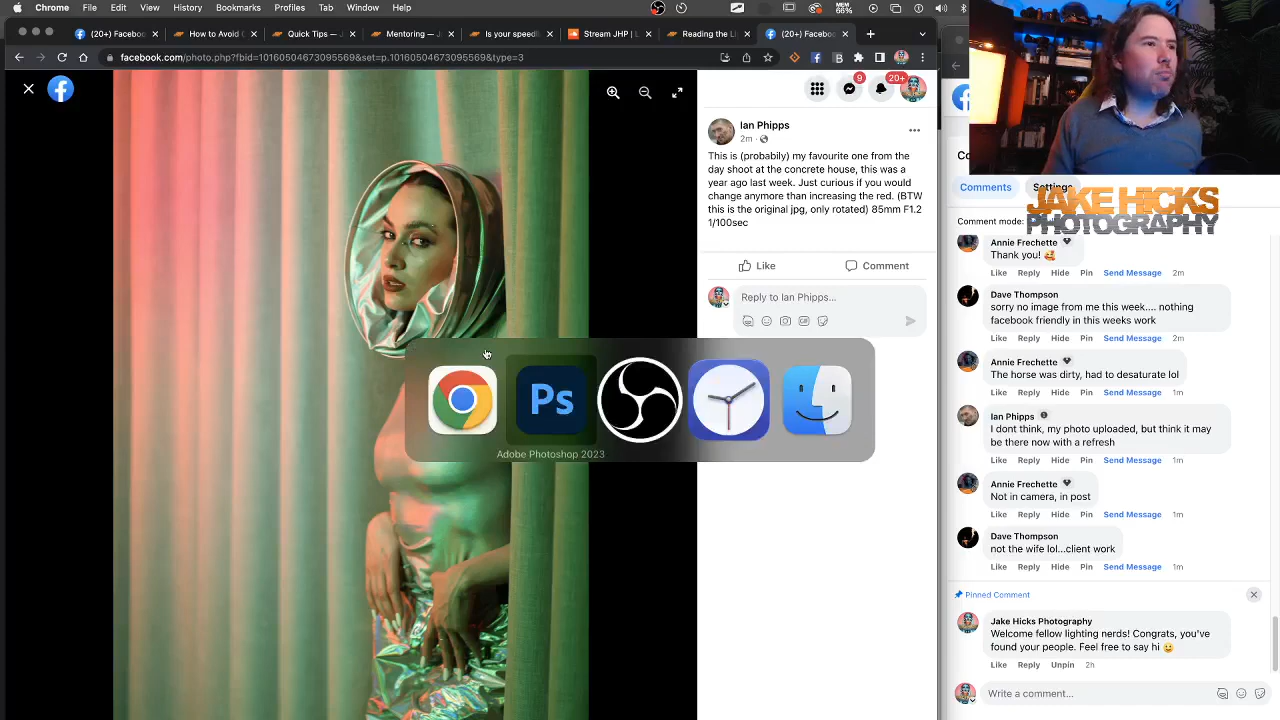 File Edit View History Bookmarks Profiles Tab Window Help
MEM
66%
(20+) Facebo
How to Avoid
Quick Tips — J
Mentoring — J
Is your speed
Stream JHP | L
Reading the Li
(20+) Faceboo
facebook.com/photo.php?fbid=10160504673095569&set=p.10160504673095569&type=3
9
20+
Ian Phipps
2m
This is (probabily) my favourite one from the
day shoot at the concrete house, this was a
year ago last week. Just curious if you would
change anymore than increasing the red. (BTW
this is the original jpg, only rotated) 85mm F1.2
1/100sec
Like
Comment
Reply to Ian Phipps...
Ps
Adobe Photoshop 2023
JAKE HICKS
PHOTOGRAPHY
Co
Comments
Settings
Comment mode:
Annie Frechette
Thank you! 🥰
Like Reply Hide Pin Send Message 2m
Dave Thompson
sorry no image from me this week.... nothing
facebook friendly in this weeks work
Like Reply Hide Pin Send Message 2m
Annie Frechette
The horse was dirty, had to desaturate lol
Like Reply Hide Pin Send Message 1m
Ian Phipps
I dont think, my photo uploaded, but think it may
be there now with a refresh
Like Reply Hide Pin Send Message 1m
Annie Frechette
Not in camera, in post
Like Reply Hide Pin Send Message 1m
Dave Thompson
not the wife lol...client work
Like Reply Hide Pin Send Message 1m
Pinned Comment
Jake Hicks Photography
Welcome fellow lighting nerds! Congrats, you've
found your people. Feel free to say hi 😀
Like Reply Unpin 2h
Write a comment...